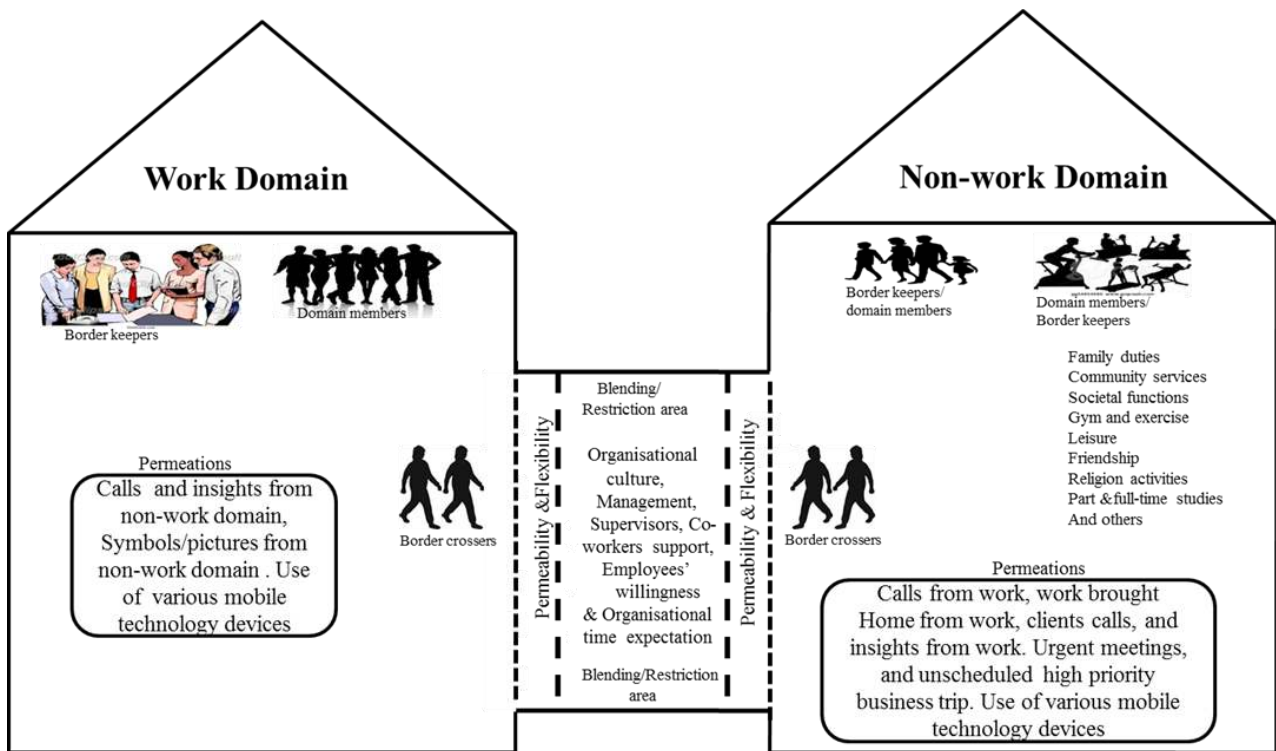 Work Domain
Border keepers
Domain members
Permeations
Calls and insights from
non-work domain,
Symbols/pictures from
non-work domain . Use
of various mobile
technology devices
Border crossers
Permeability &Flexibility
Blending/
Restriction area
Organisational
culture,
Management,
Supervisors, Co-
workers support,
Employees’
willingness
& Organisational
time expectation
Blending/Restriction
area
Permeability & Flexibility
Non-work Domain
Border keepers/
domain members
Domain members/
Border keepers
Family duties
Community services
Societal functions
Gym and exercise
Leisure
Friendship
Religion activities
Part &full-time studies
And others
Border crossers
Permeations
Calls from work, work brought
Home from work, clients calls, and
insights from work. Urgent meetings,
and unscheduled high priority
business trip. Use of various mobile
technology devices